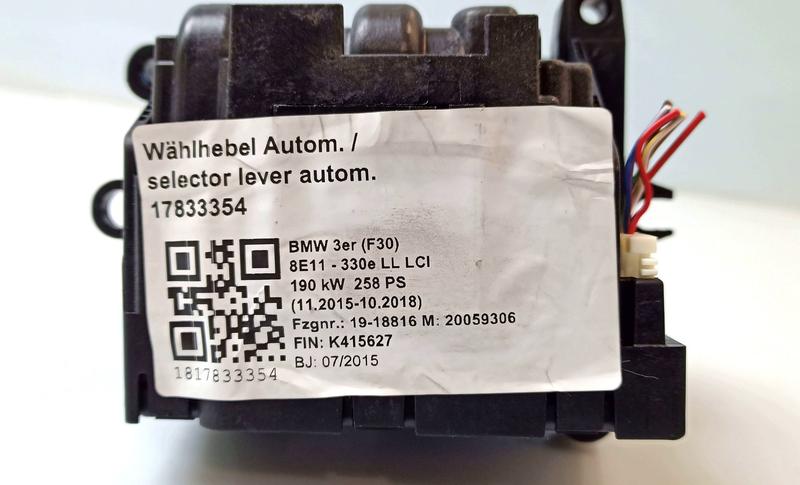 Wählhebel Autom. /
selector lever autom.
17833354
BMW 3er (F30)
8E11 - 330e LL LCI
190 kW 258 PS
(11.2015-10.2018)
Fzgnr.: 19-18816 M: 20059306
FIN: K415627
BJ: 07/2015
1817833354